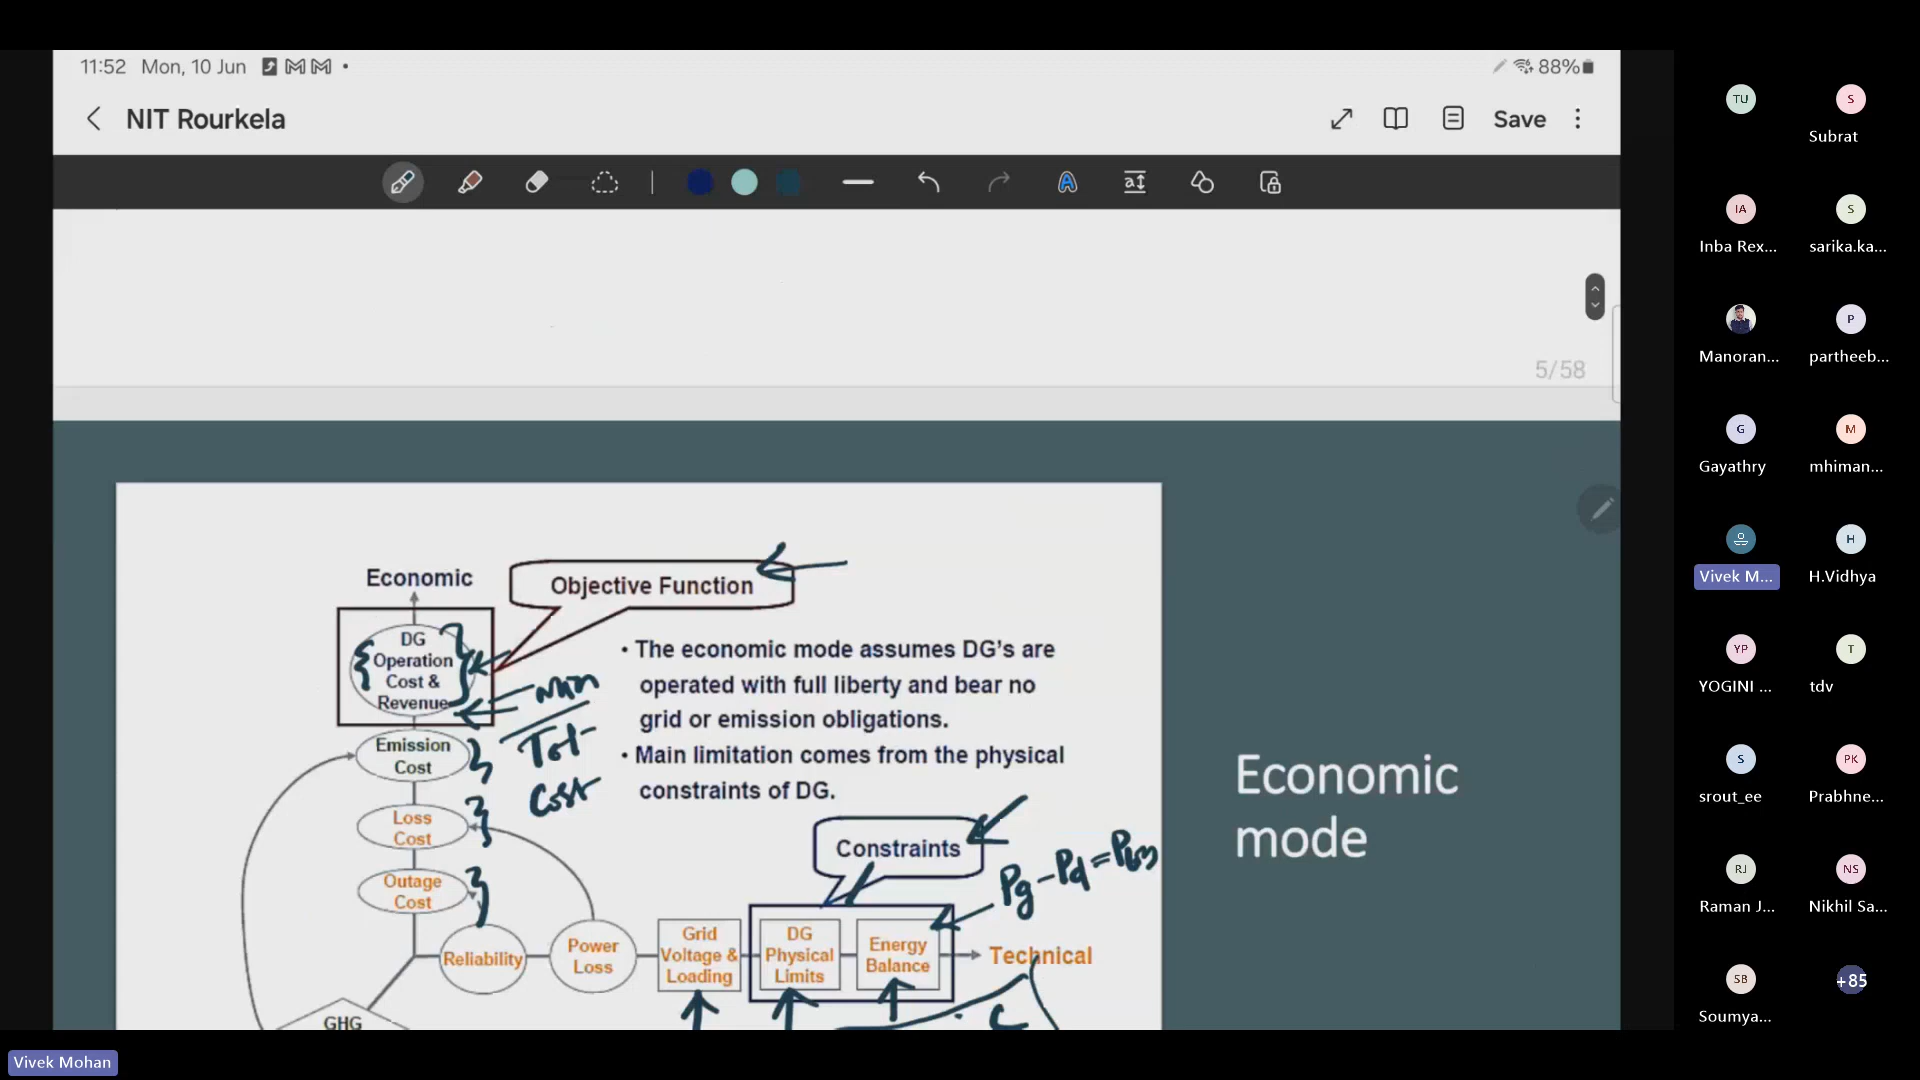 11:52 Mon, 10 Jun
88%
NIT Rourkela
Save
5/58
Economic
Objective Function
DG
Operation
Cost &
Revenue
min
Tot
Cost
• The economic mode assumes DG's are
operated with full liberty and bear no
grid or emission obligations.
• Main limitation comes from the physical
constraints of DG.
Emission
Cost
Loss
Cost
Outage
Cost
Constraints
Pg - Pd =
Reliability
Power
Loss
Grid
Voltage &
Loading
DG
Physical
Limits
Energy
Balance
Technical
GHG
Economic
mode
TU
S
Subrat
IA
Inba Rex...
S
sarika.ka...
Manoran...
P
partheeb...
G
Gayathry
M
mhiman...
Vivek M...
H
H.Vidhya
YP
YOGINI ...
T
tdv
S
srout_ee
PK
Prabhne...
RJ
Raman J...
NS
Nikhil Sa...
SB
Soumya...
+85
Vivek Mohan